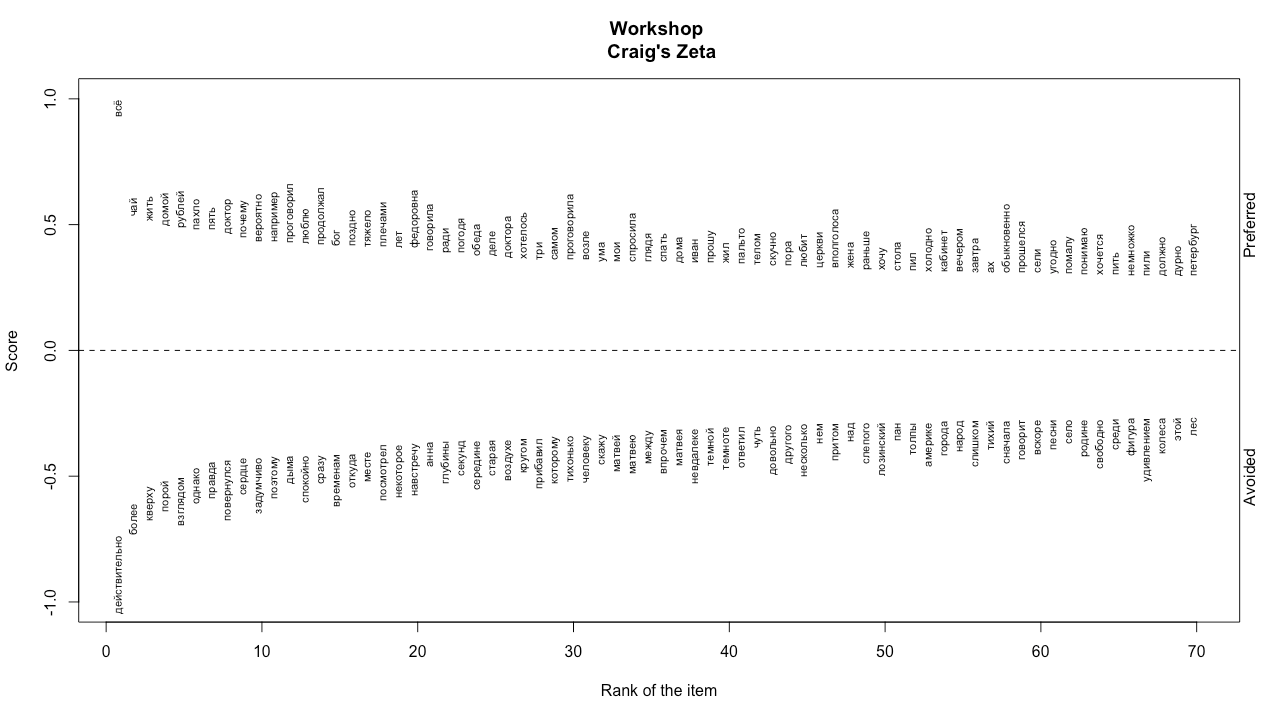 Workshop
Craig's Zeta
Score
1.0
0.5
0.0
-0.5
-1.0
Preferred
Avoided
всё
чай
жить
домой
рублей
пахло
пять
доктор
почему
вероятно
например
проговорил
люблю
продолжал
бог
поздно
тяжело
плечами
лет
федоровна
говорила
ради
погодя
обеда
деле
доктора
хотелось
три
самом
проговорила
возле
ума
мои
спросила
глядя
спать
дома
иван
прошу
жил
пальто
телом
скучно
пора
любит
церкви
вполголоса
жена
раньше
хочу
стола
пил
холодно
кабинет
вечером
завтра
ах
обыкновенно
прошелся
сели
угодно
помалу
понимаю
хочется
пить
немножко
пили
должно
дурно
петербург
действительно
более
кверху
порой
взглядом
однако
правда
повернулся
сердце
задумчиво
поэтому
дыма
спокойно
сразу
временам
откуда
месте
посмотрел
некоторое
навстречу
анна
глубины
секунд
середине
старая
воздухе
кругом
прибавил
которому
тихонько
человеку
скажу
матвей
матвею
между
впрочем
матвея
невдалеке
темной
темноте
ответил
чуть
довольно
другого
несколько
нем
притом
над
слепого
лозинский
пан
толпы
америке
города
народ
слишком
тихий
сначала
говорит
вскоре
песни
село
родине
свободно
среди
фигура
удивлением
колеса
этой
лес
0
10
20
30
40
50
60
70
Rank of the item